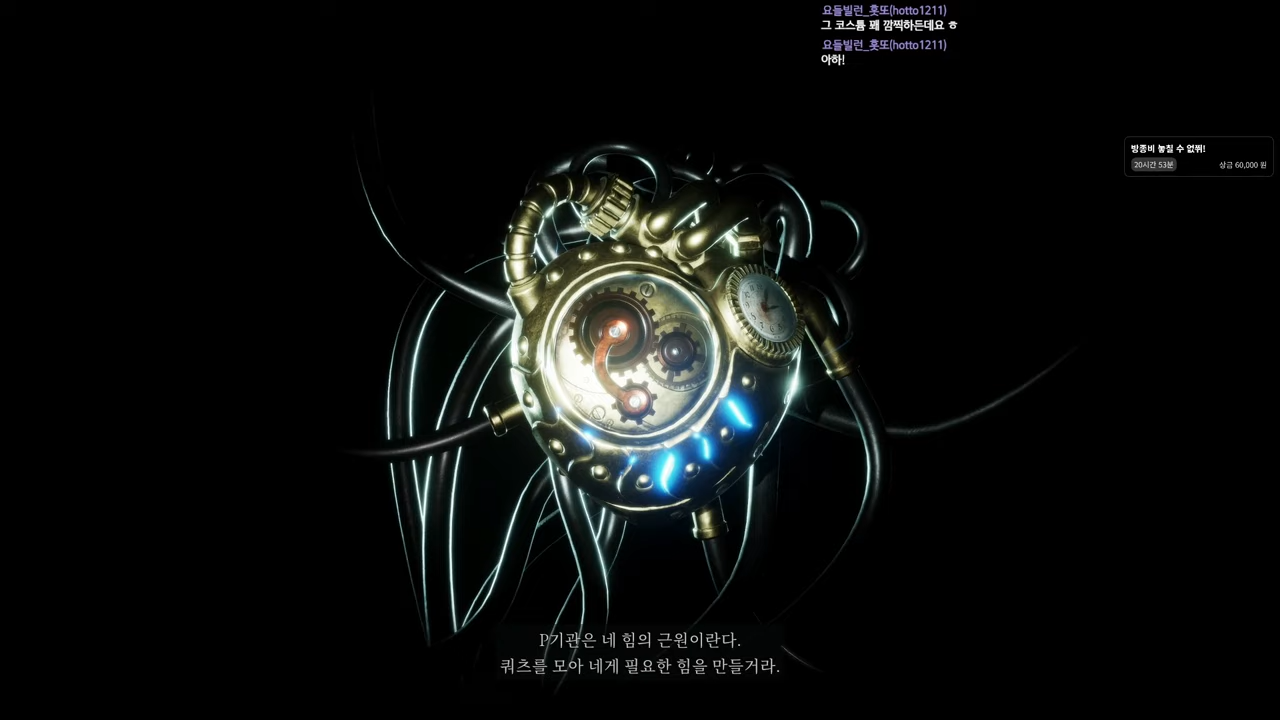 요들빌런_홋또(hotto1211)
그 코스튬 꽤 깜찍하든데요 ㅎ
요들빌런_홋또(hotto1211)
아하!
방종비 놓칠 수 없쮜!
20시간 53분
상금 60,000 원
P기관은 네 힘의 근원이란다.
쿼츠를 모아 네게 필요한 힘을 만들거라.